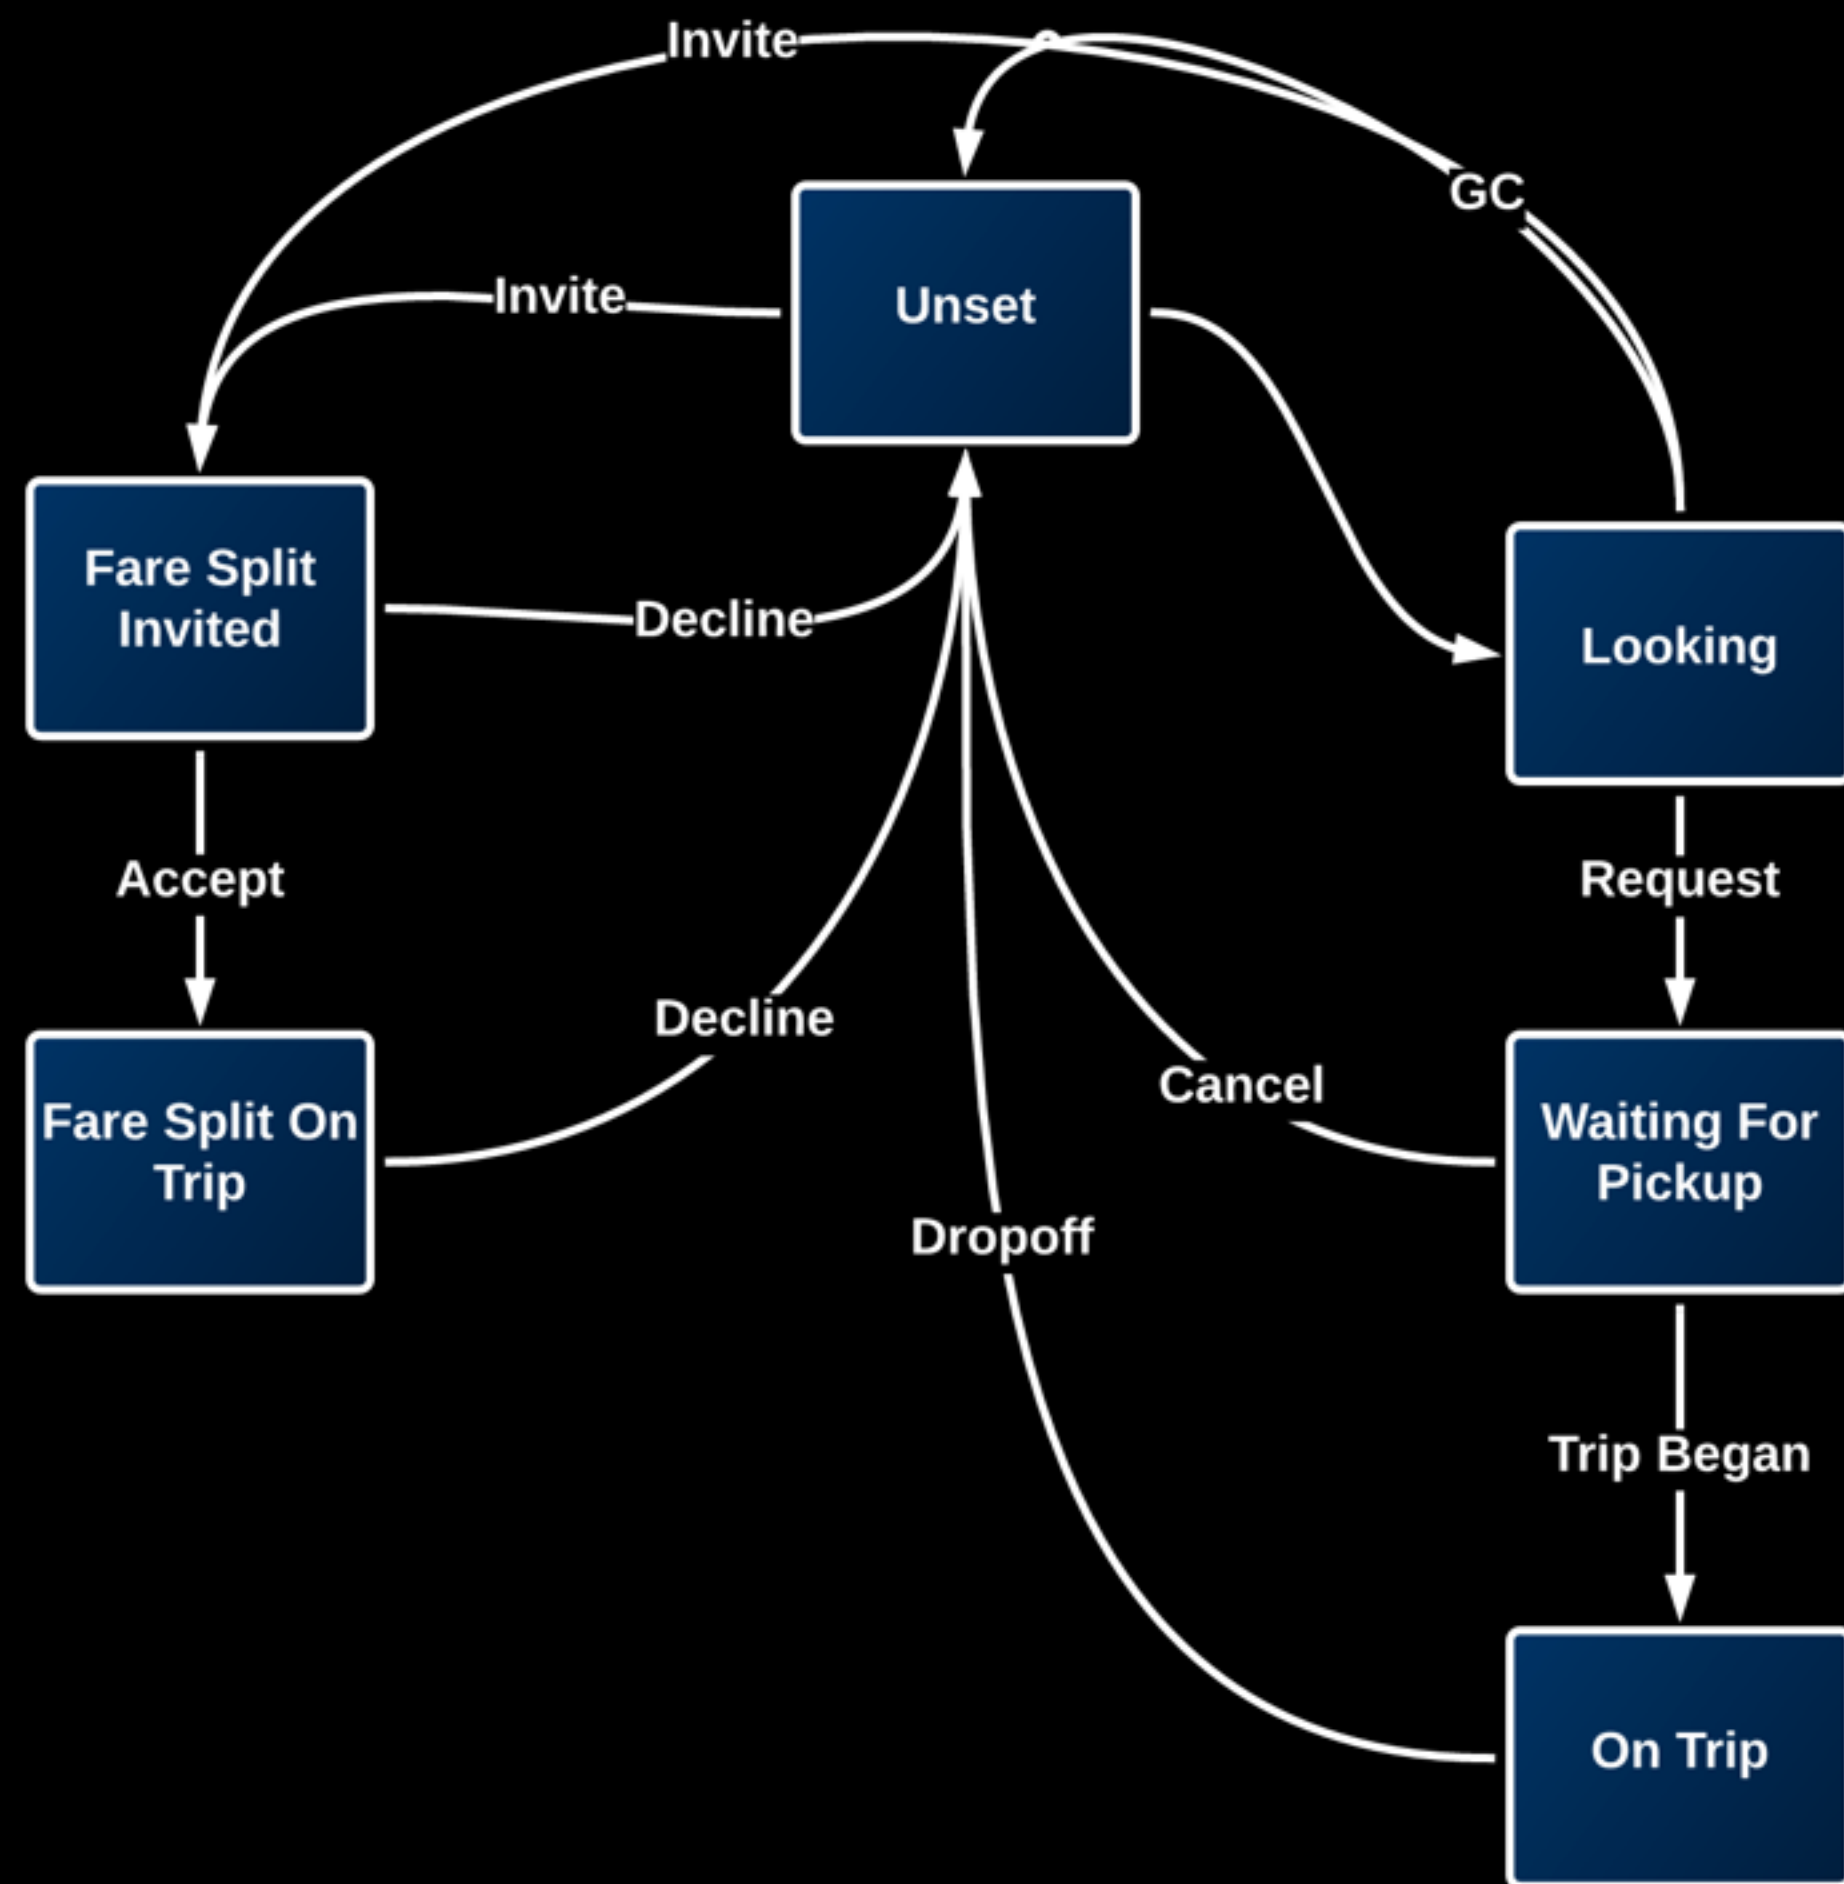 Invite
GC
Invite
Unset
Fare Split
Invited
Decline
Looking
Accept
Request
Decline
Cancel
Fare Split On
Trip
Waiting For
Pickup
Dropoff
Trip Began
On Trip